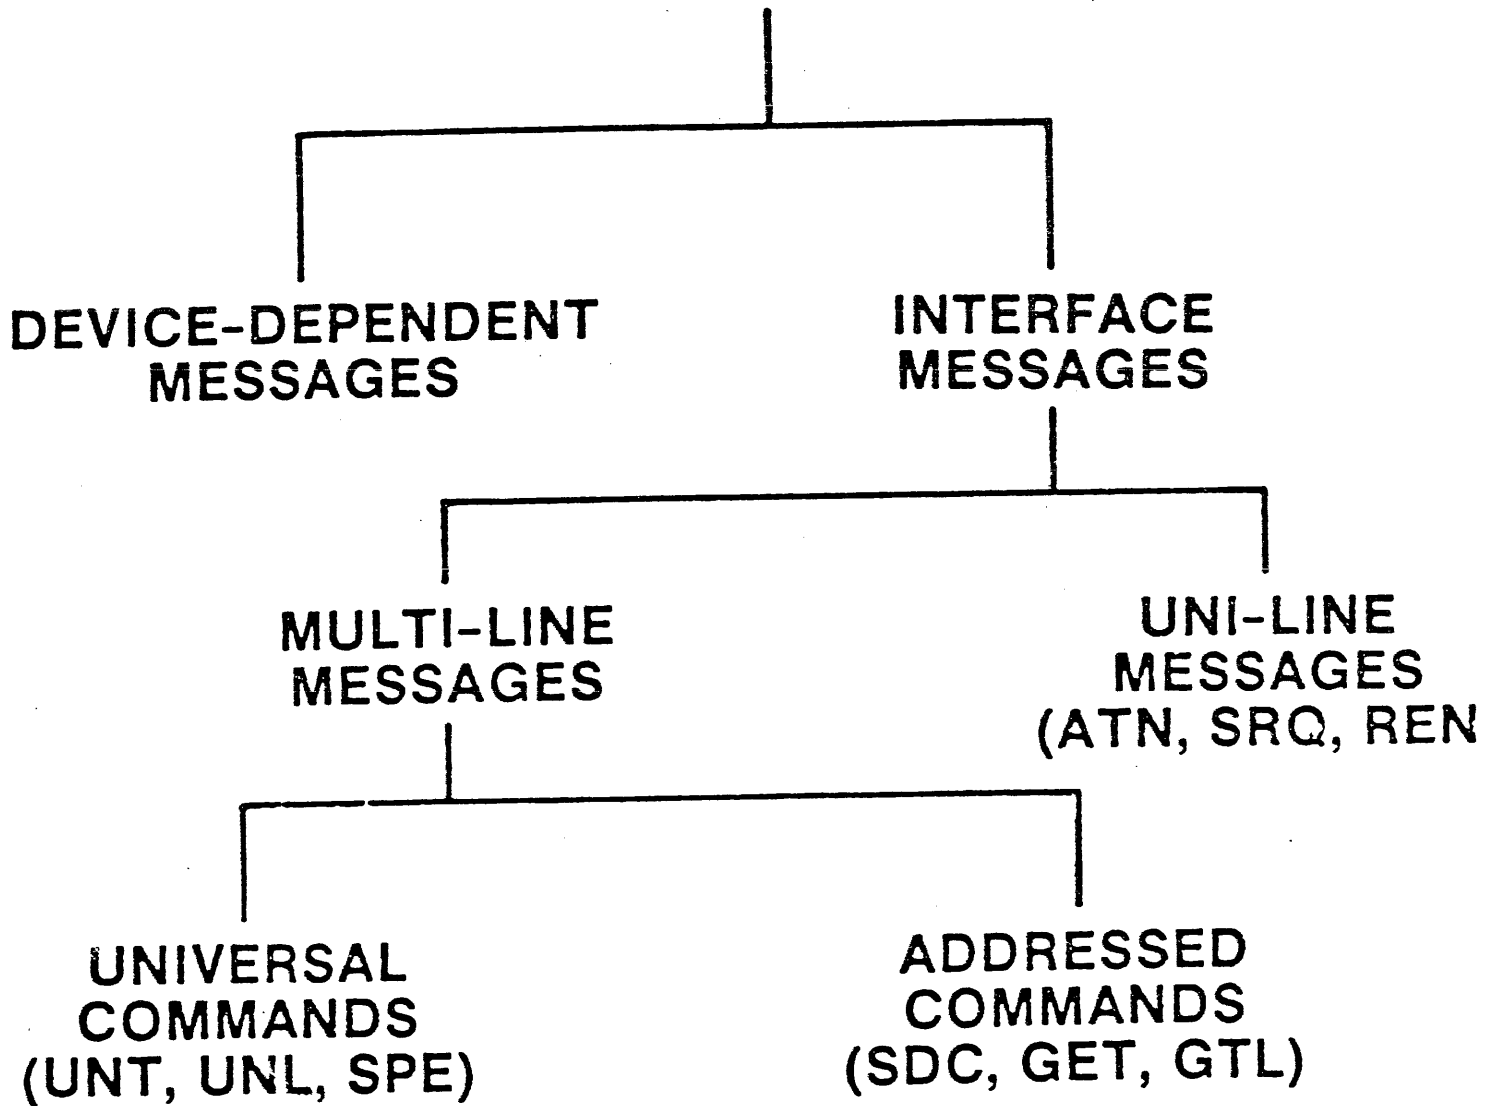 DEVICE-DEPENDENT
MESSAGES
INTERFACE
MESSAGES
MULTI-LINE
MESSAGES
UNI-LINE
MESSAGES
(ATN, SRQ, REN
UNIVERSAL
COMMANDS
(UNT, UNL, SPE)
ADDRESSED
COMMANDS
(SDC, GET, GTL)